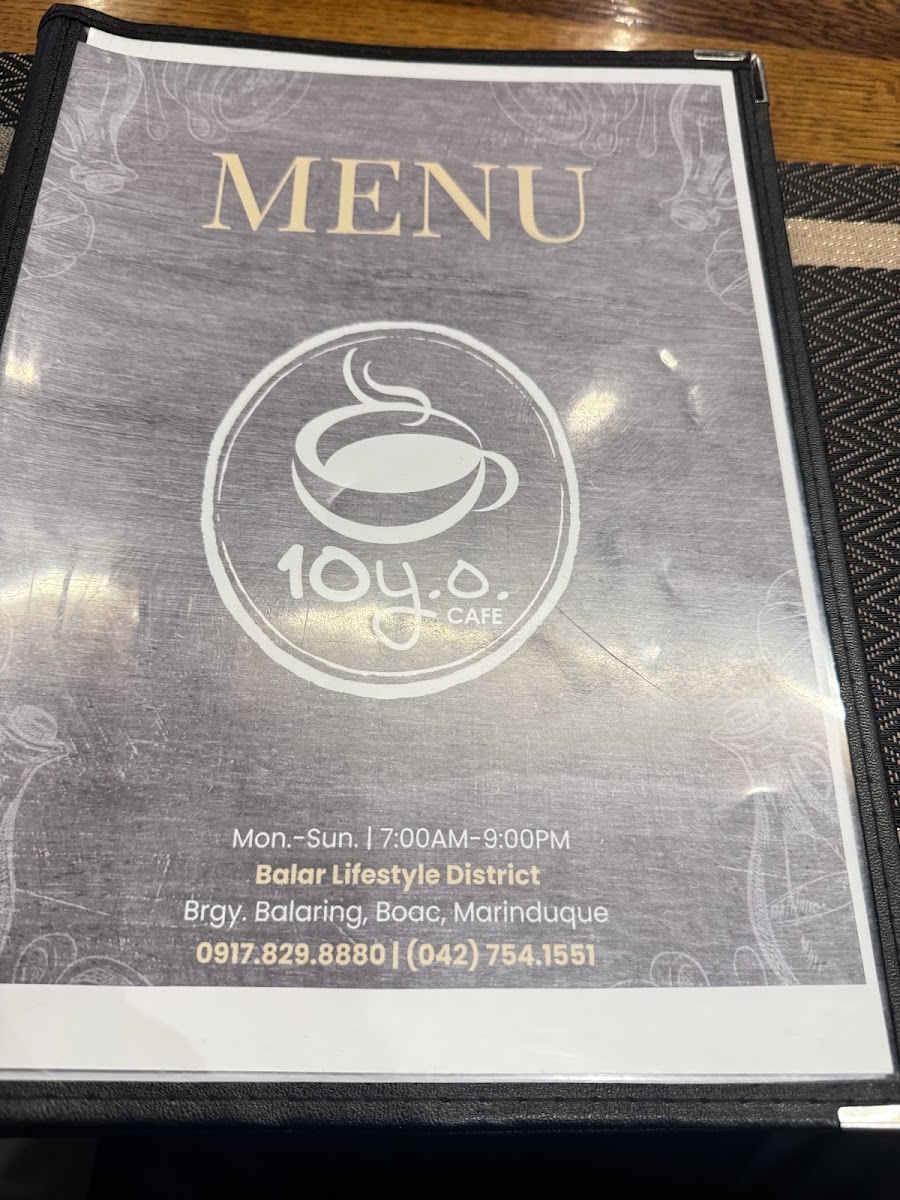 MENU
10y.o.
CAFE
Mon.-Sun. | 7:00AM-9:00PM
Balar Lifestyle District
Brgy. Balaring, Boac, Marinduque
0917.829.8880 | (042) 754.1551